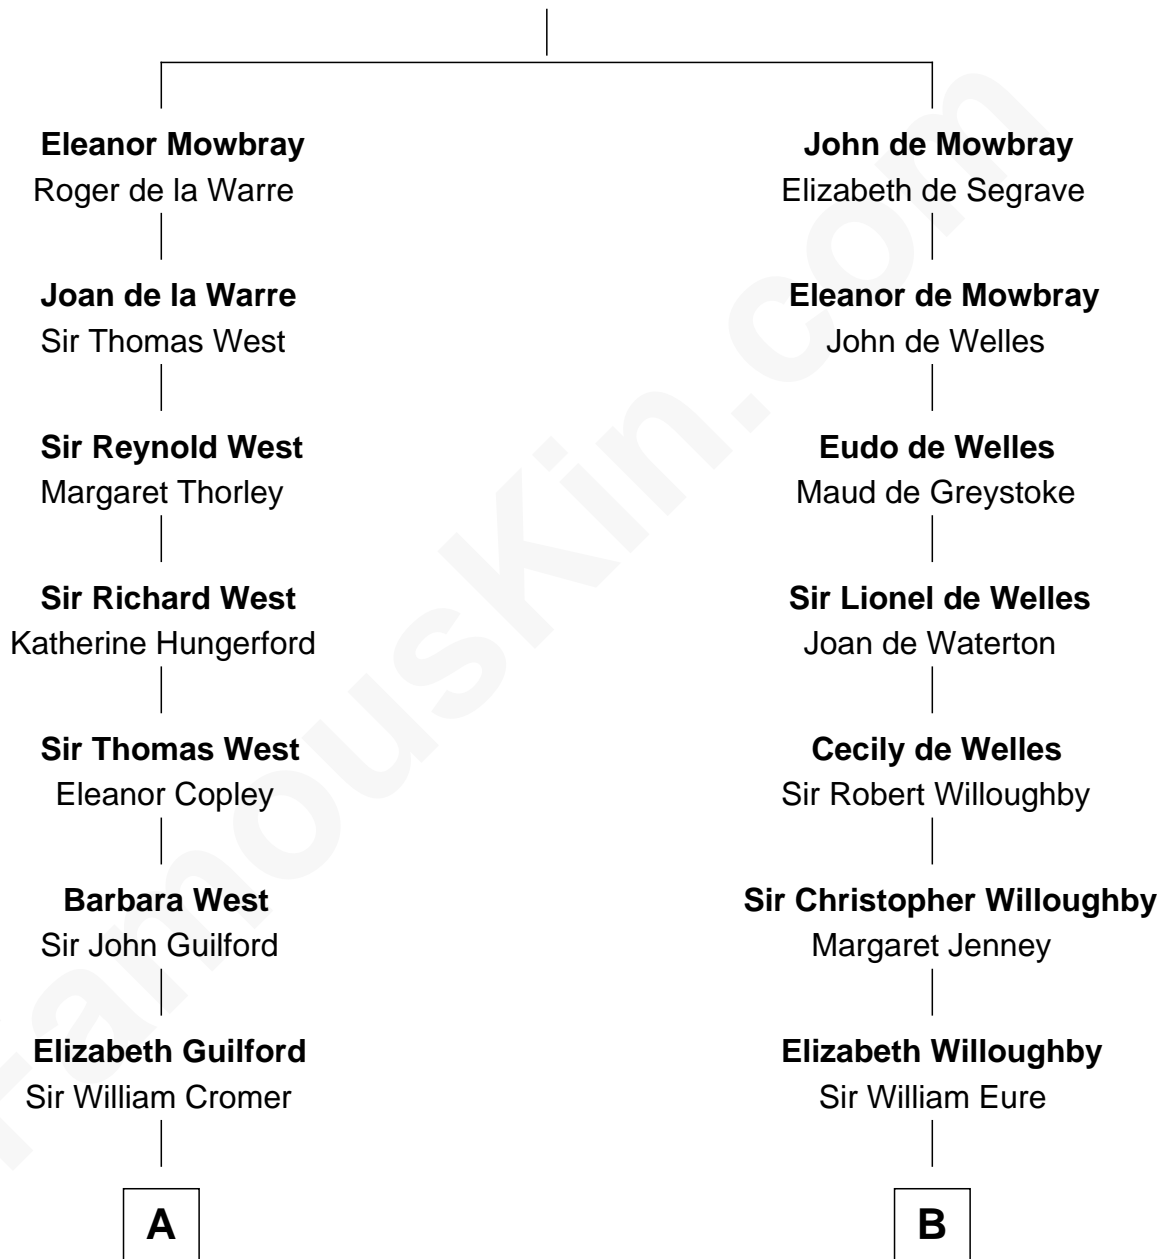 Eleanor Mowbray
Roger de la Warre
John de Mowbray
Elizabeth de Segrave
Joan de la Warre
Sir Thomas West
Eleanor de Mowbray
John de Welles
Sir Reynold West
Margaret Thorley
Eudo de Welles
Maud de Greystoke
Sir Richard West
Katherine Hungerford
Sir Lionel de Welles
Joan de Waterton
Sir Thomas West
Eleanor Copley
Cecily de Welles
Sir Robert Willoughby
Barbara West
Sir John Guilford
Sir Christopher Willoughby
Margaret Jenney
Elizabeth Guilford
Sir William Cromer
Elizabeth Willoughby
Sir William Eure
A
B
FamousKin.com